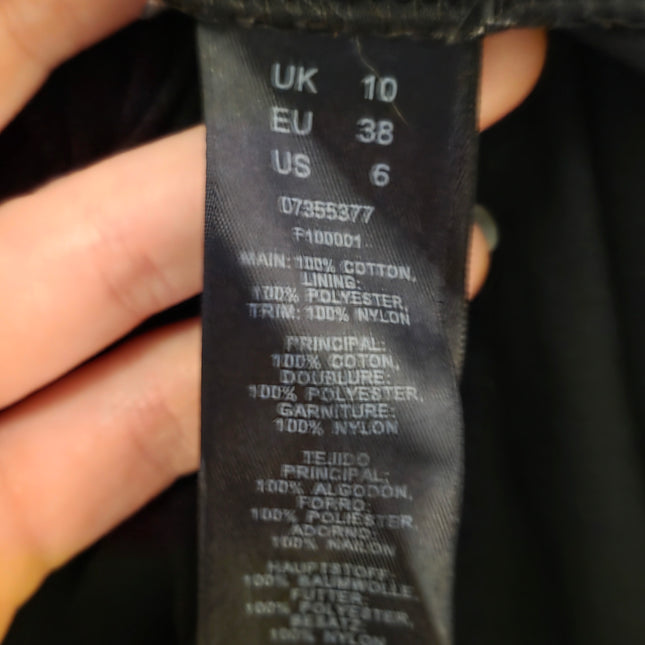 UK 10
EU 38
US 6
07355377
F100001
MAIN: 100% COTTON,
LINING:
100% POLYESTER,
TRIM: 100% NYLON
PRINCIPAL:
100% COTON,
DOUBLURE:
100% POLYESTER,
GARNITURE:
100% NYLON
TEJIDO
PRINCIPAL:
100% ALGODON,
FORRO:
100% POLIESTER,
ADORNO:
100% NAILON
HAUPTSTOFF:
100% BAUMWOLLE,
FUTTER:
100% POLYESTER,
BESATZ:
100% NYLON